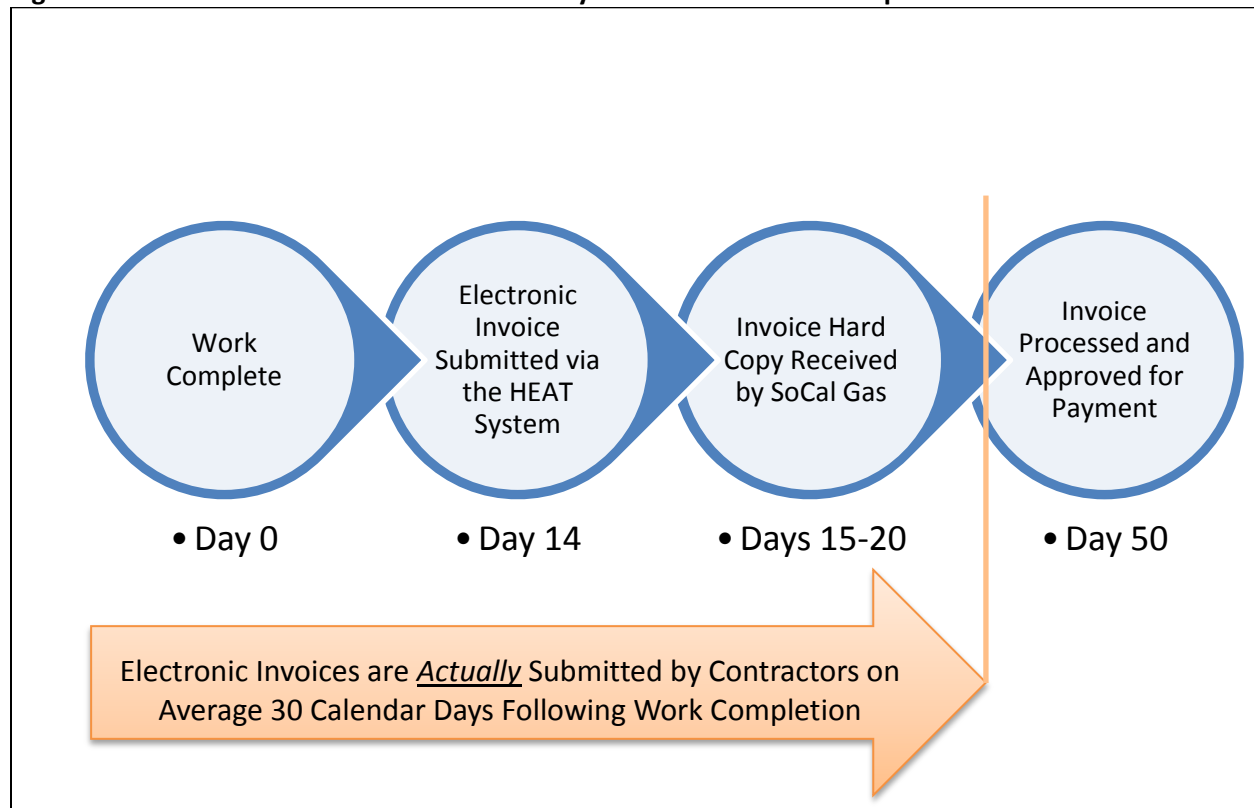 Work
Complete
Electronic
Invoice
Submitted via
the HEAT
System
Invoice Hard
Copy Received
by SoCal Gas
Invoice
Processed and
Approved for
Payment
• Day 0
• Day 14
• Days 15-20
• Day 50
Electronic Invoices are Actually Submitted by Contractors on
Average 30 Calendar Days Following Work Completion